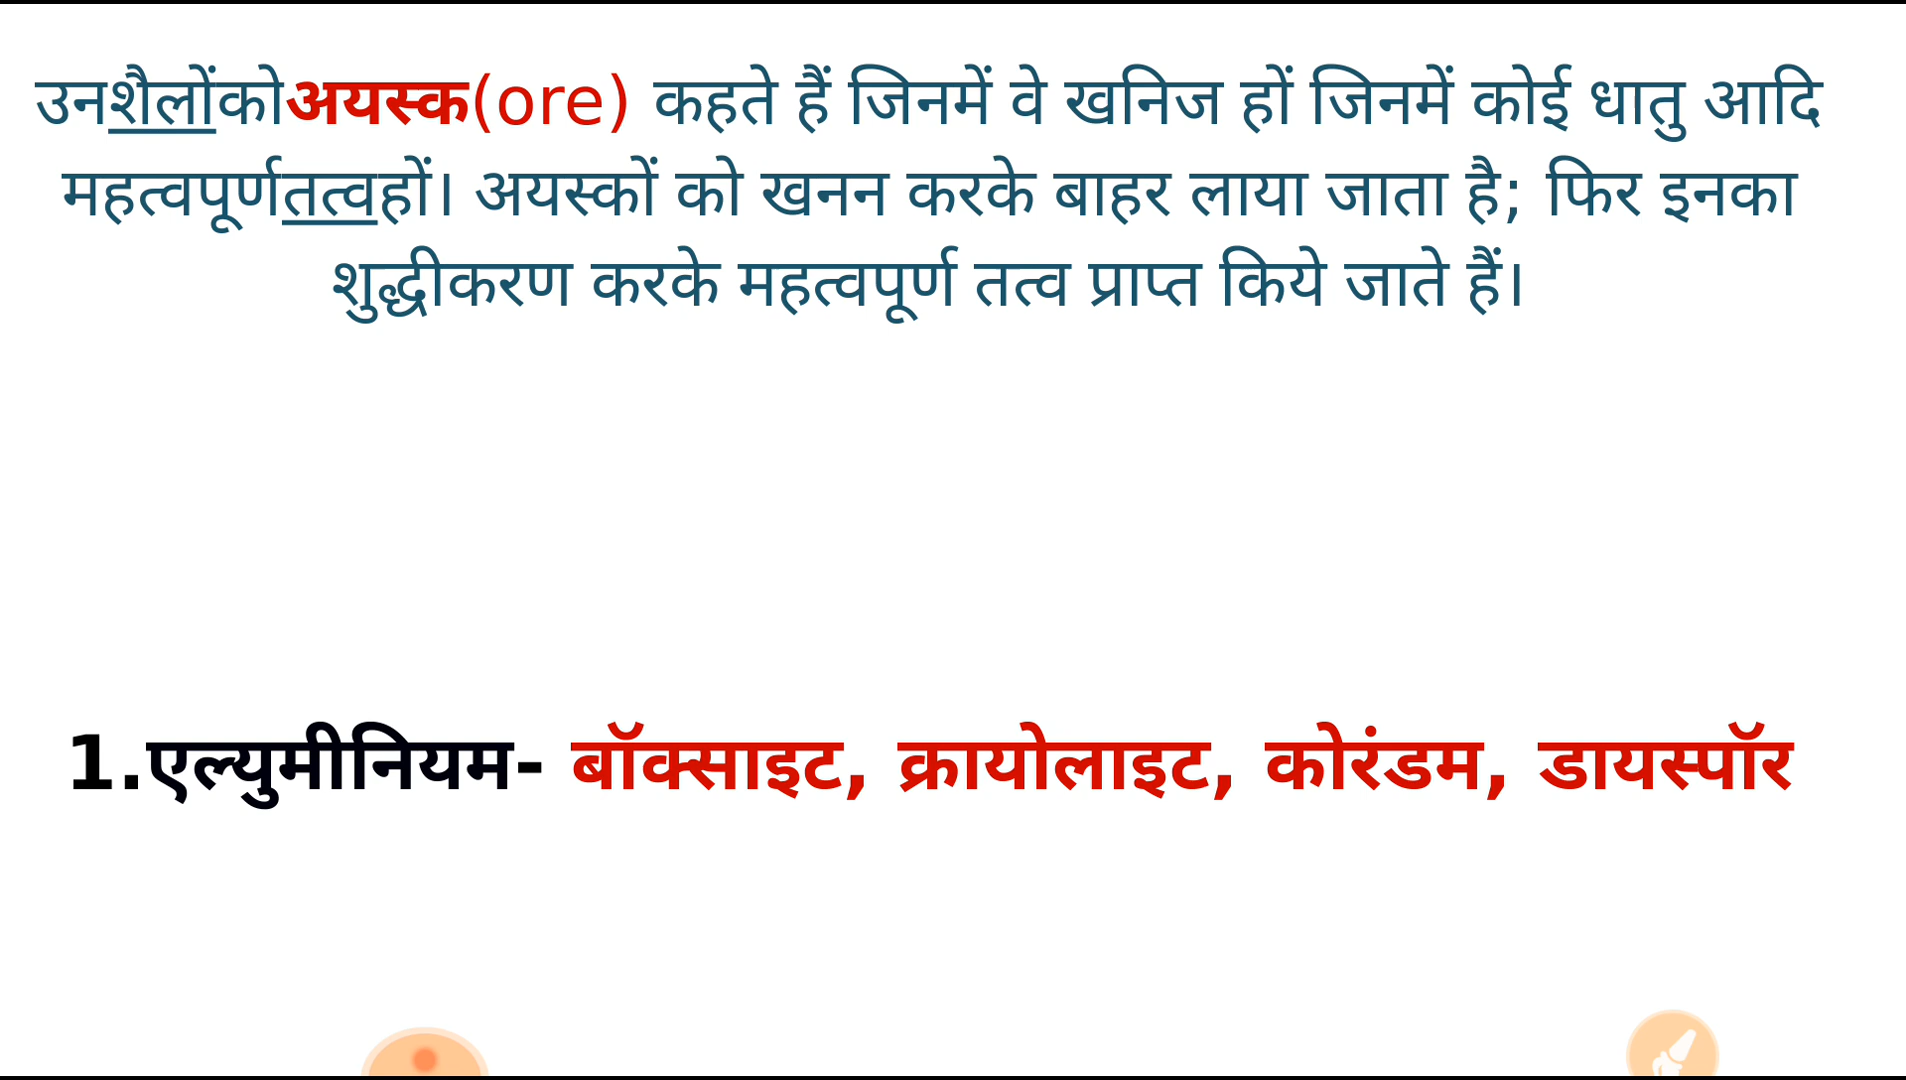 उनशैलोंकोअयस्क(ore) कहते हैं जिनमें वे खनिज हों जिनमें कोई धातु आदि
महत्वपूर्णतत्वहों। अयस्कों को खनन करके बाहर लाया जाता है; फिर इनका
शुद्धीकरण करके महत्वपूर्ण तत्व प्राप्त किये जाते हैं।
1.एल्युमीनियम- बॉक्साइट, क्रायोलाइट, कोरंडम, डायस्पॉर